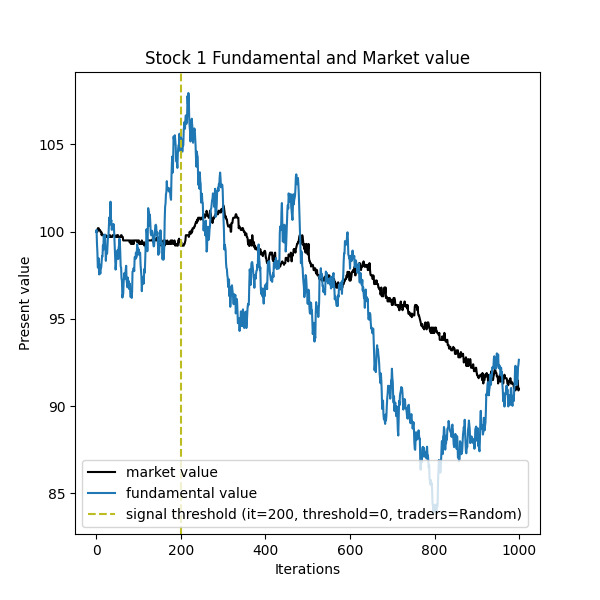 Stock 1 Fundamental and Market value
Present value
105
100
95
90
85
market value
fundamental value
signal threshold (it=200, threshold=0, traders=Random)
0 200 400 600 800 1000
Iterations